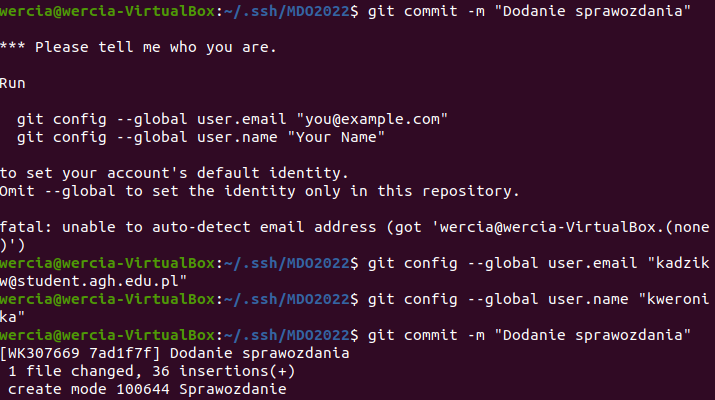 wercia@wercia-VirtualBox:~/.ssh/MDO2022$ git commit -m "Dodanie sprawozdania"
*** Please tell me who you are.
Run
git config --global user.email "you@example.com"
git config --global user.name "Your Name"
to set your account's default identity.
Omit --global to set the identity only in this repository.
fatal: unable to auto-detect email address (got 'wercia@wercia-VirtualBox.(none
)')
wercia@wercia-VirtualBox:~/.ssh/MDO2022$ git config --global user.email "kadzik
w@student.agh.edu.pl"
wercia@wercia-VirtualBox:~/.ssh/MDO2022$ git config --global user.name "kweroni
ka"
wercia@wercia-VirtualBox:~/.ssh/MDO2022$ git commit -m "Dodanie sprawozdania"
[WK307669 7ad1f7f] Dodanie sprawozdania
1 file changed, 36 insertions(+)
create mode 100644 Sprawozdanie